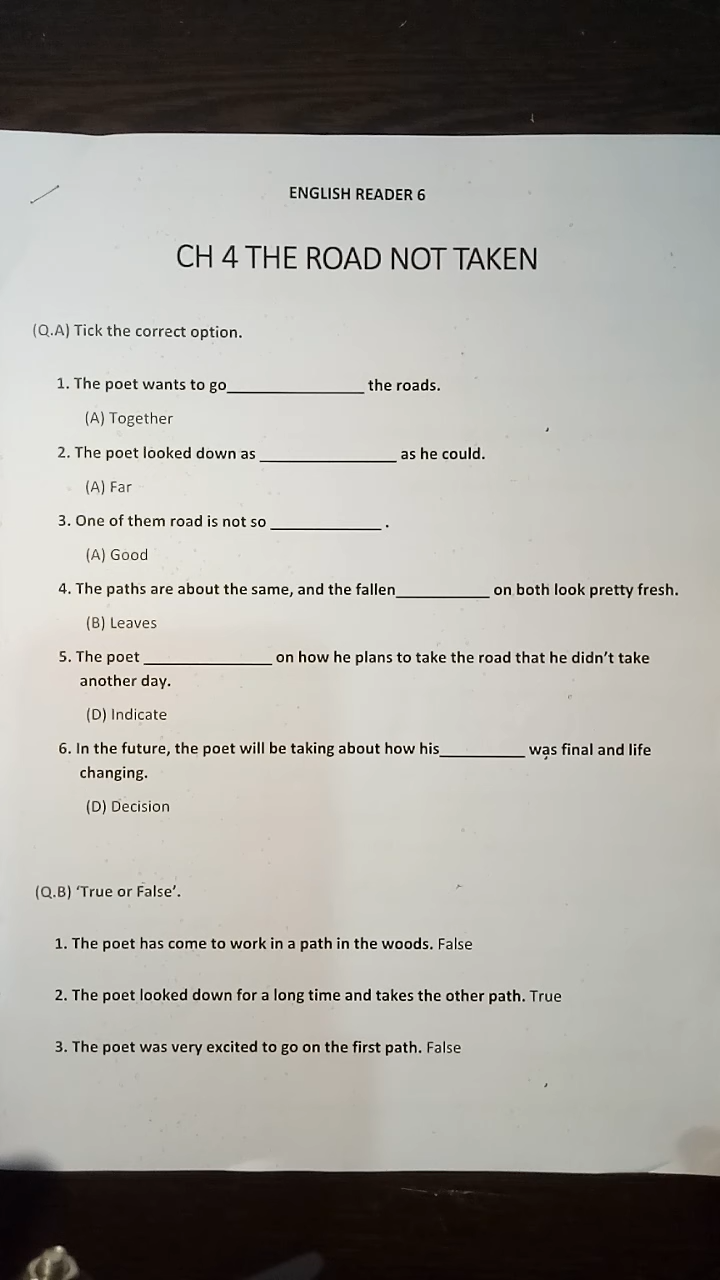 ENGLISH READER 6
CH 4 THE ROAD NOT TAKEN
(Q.A) Tick the correct option.
1. The poet wants to go______________ the roads.
(A) Together
2. The poet looked down as ______________ as he could.
(A) Far
3. One of them road is not so ____________ .
(A) Good
4. The paths are about the same, and the fallen__________ on both look pretty fresh.
(B) Leaves
5. The poet ______________ on how he plans to take the road that he didn't take
another day.
(D) Indicate
6. In the future, the poet will be taking about how his_________ was final and life
changing.
(D) Decision
(Q.B) 'True or False'.
1. The poet has come to work in a path in the woods. False
2. The poet looked down for a long time and takes the other path. True
3. The poet was very excited to go on the first path. False